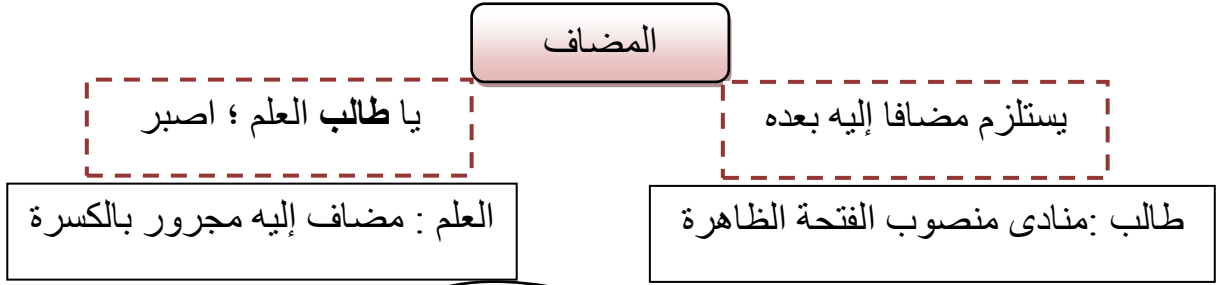 المضاف
يستلزم مضافا إليه بعده
يا طالب العلم ؛ اصبر
طالب :منادى منصوب الفتحة الظاهرة
العلم : مضاف إليه مجرور بالكسرة